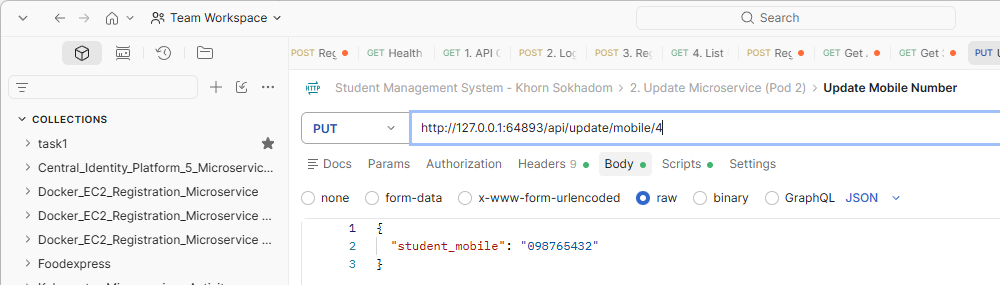 Team Workspace
Search
POST Reg
GET Health
GET 1. API
POST 2. Lo
POST 3. Re
GET 4. List
POST Reg
GET Get
GET Get
PUT
HTTP
Student Management System - Khorn Sokhadom > 2. Update Microservice (Pod 2) > Update Mobile Number
COLLECTIONS
PUT
http://127.0.0.1:64893/api/update/mobile/4
task1
Central_Identity_Platform_5_Microservic...
Docker_EC2_Registration_Microservice
Docker_EC2_Registration_Microservice ...
Docker_EC2_Registration_Microservice ...
Foodexpress
Docs
Params
Authorization
Headers 9
Body
Scripts
Settings
none
form-data
x-www-form-urlencoded
raw
binary
GraphQL
JSON
1 {
2 "student_mobile": "098765432"
3 }